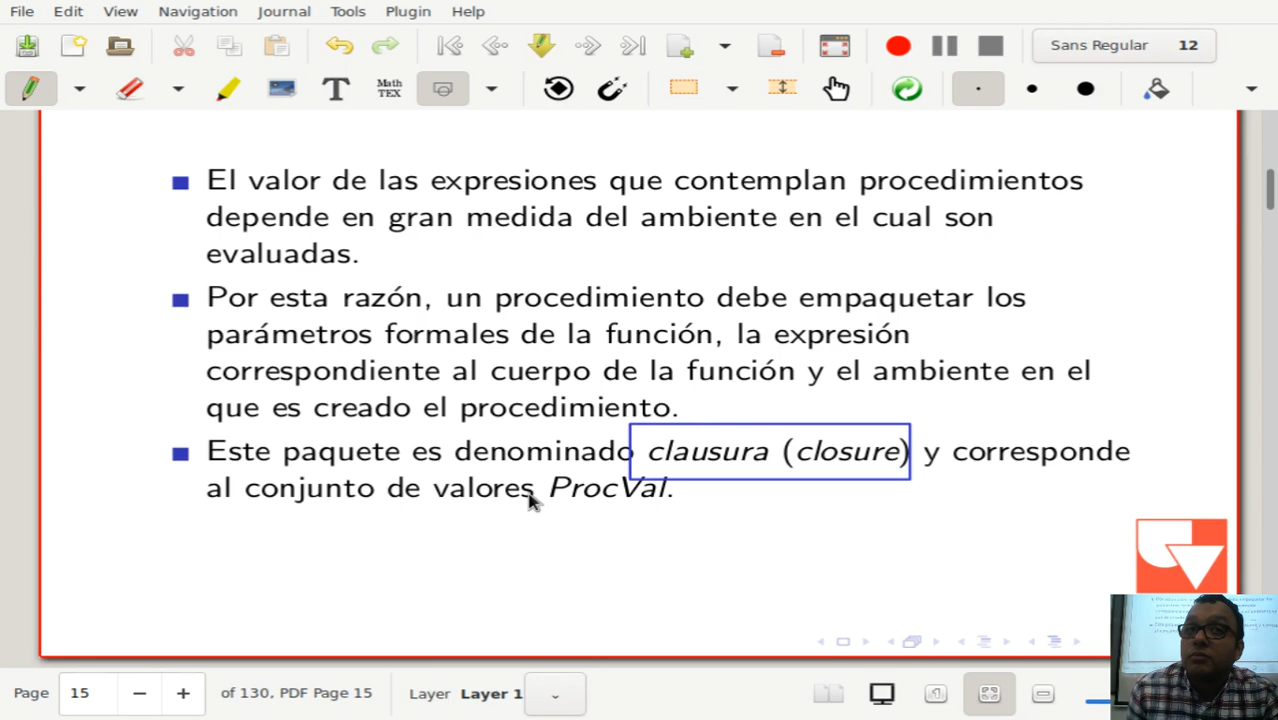 File Edit View Navigation Journal Tools Plugin Help
Sans Regular 12
T Math TEX
El valor de las expresiones que contemplan procedimientos
depende en gran medida del ambiente en el cual son
evaluadas.
Por esta razón, un procedimiento debe empaquetar los
parámetros formales de la función, la expresión
correspondiente al cuerpo de la función y el ambiente en el
que es creado el procedimiento.
Este paquete es denominado clausura (closure) y corresponde
al conjunto de valores ProcVal.
Page 15 of 130, PDF Page 15 Layer Layer 1